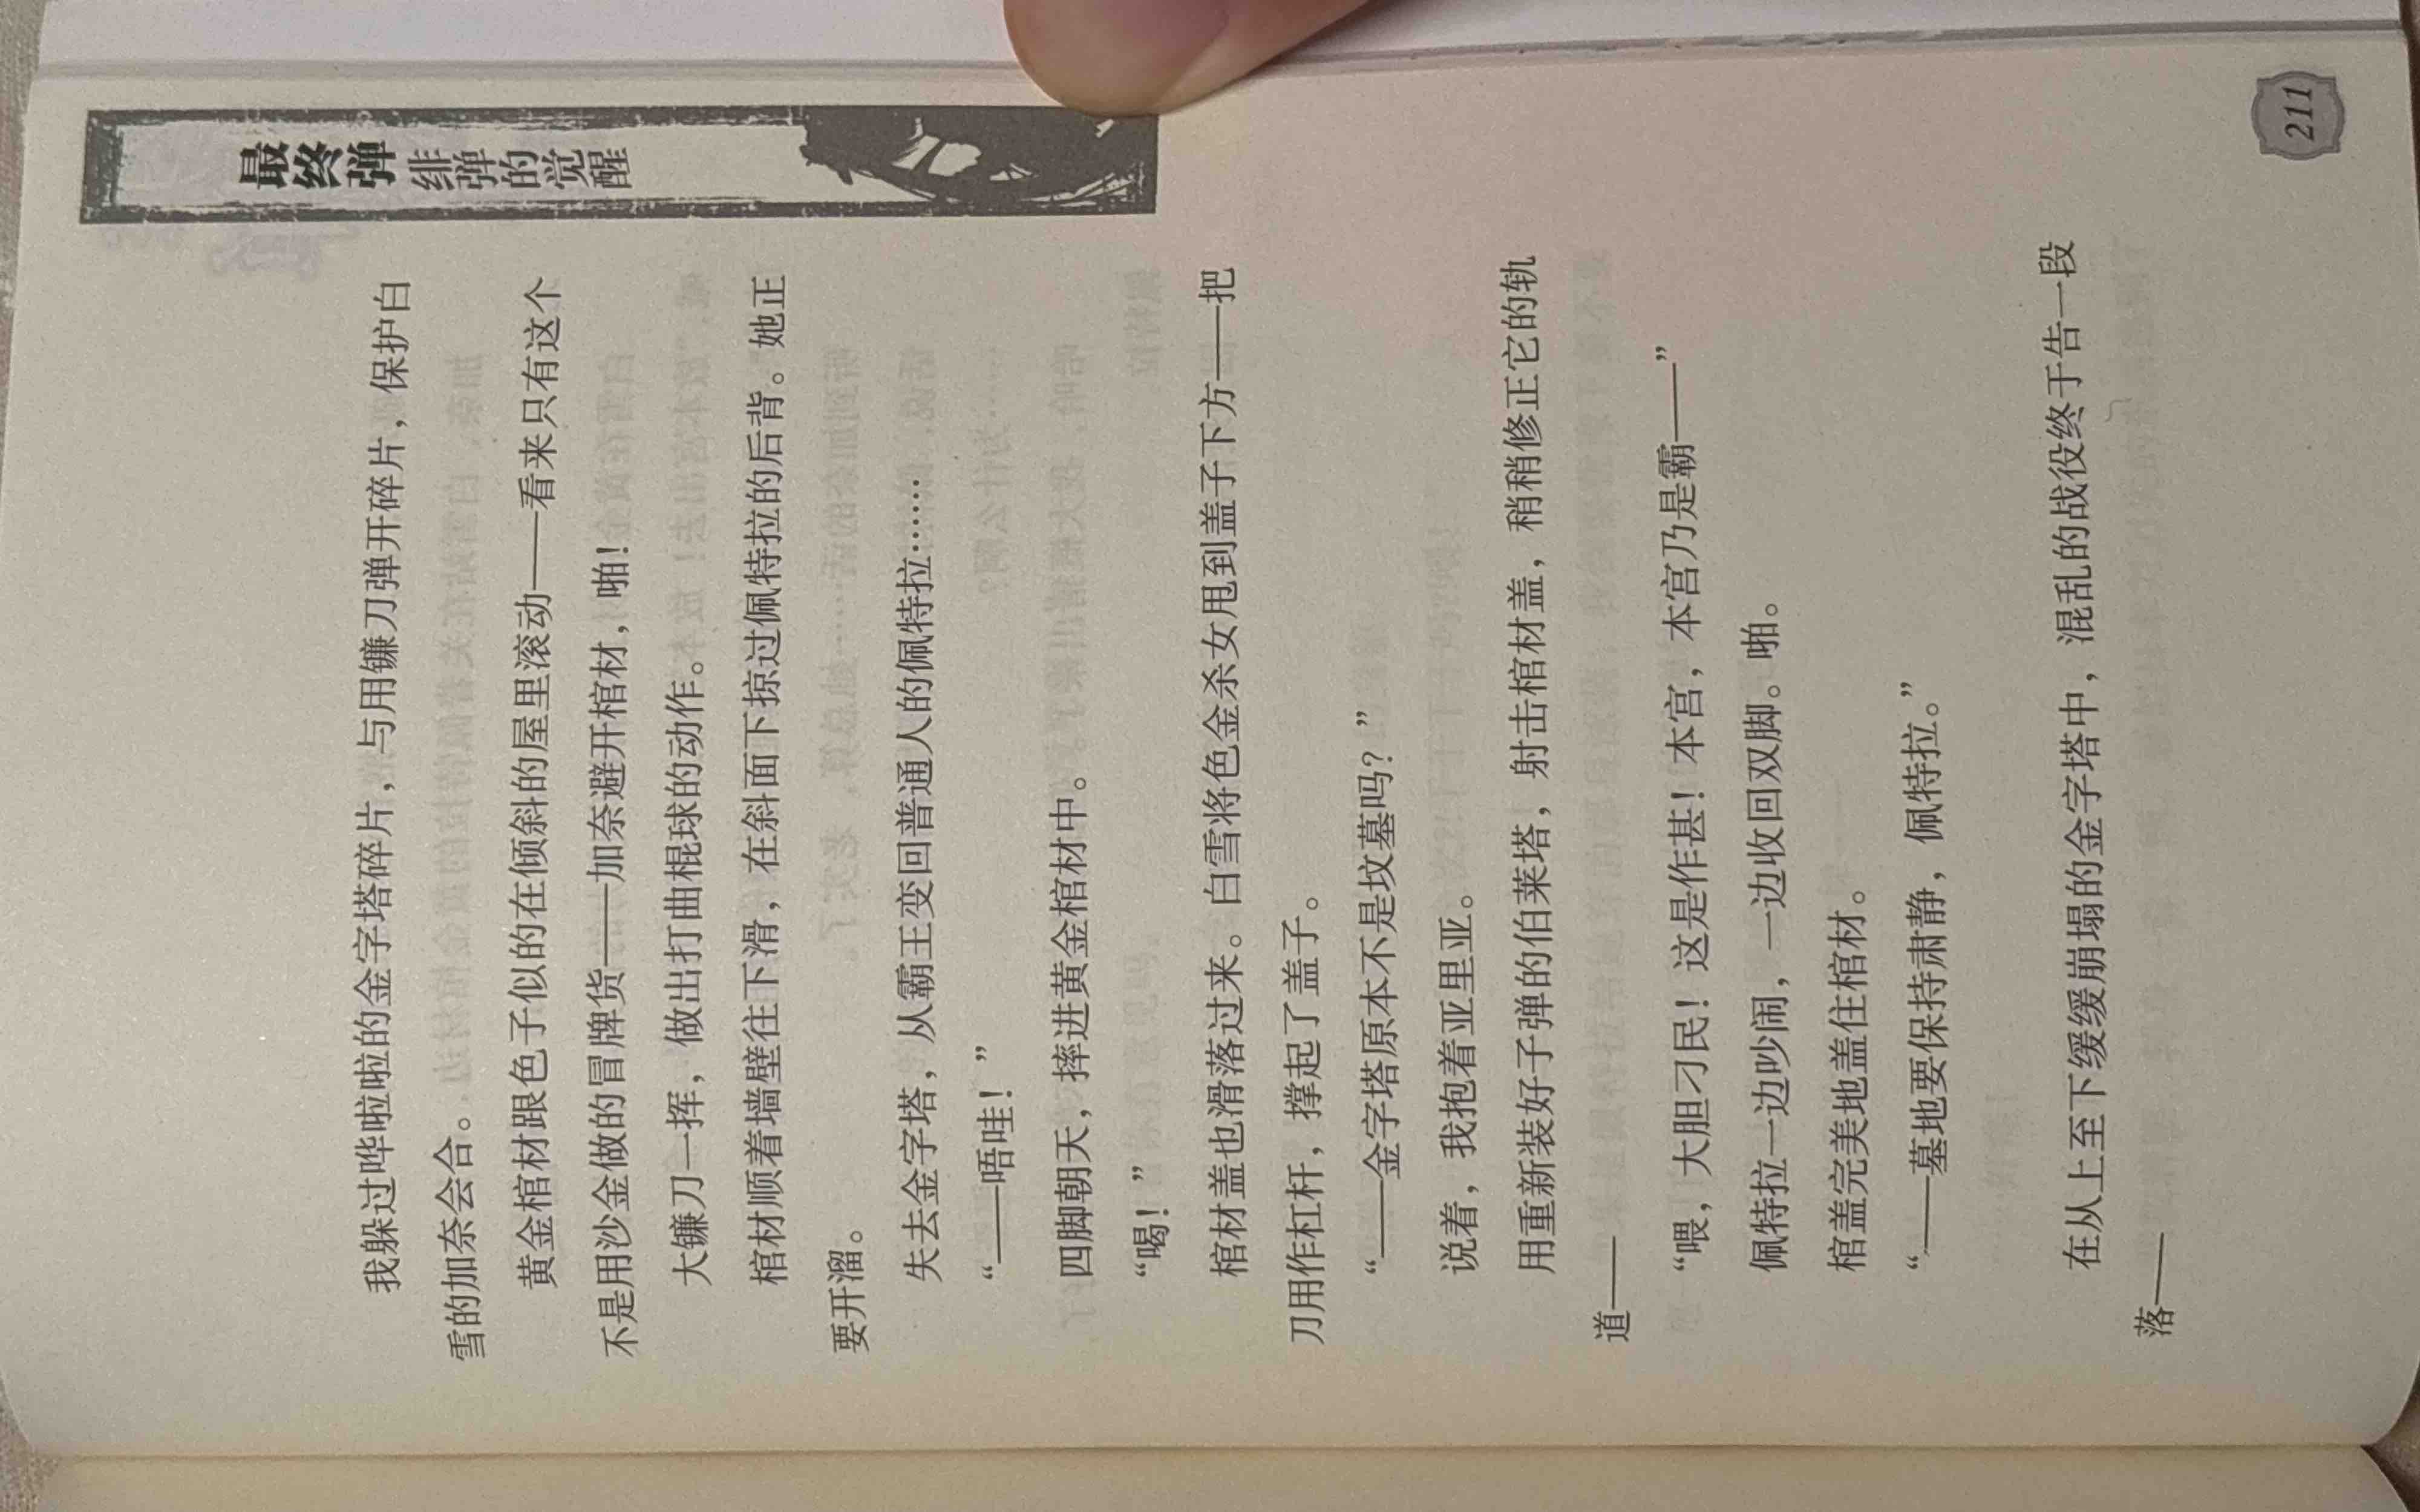 我躲过哗啦啦的金字塔碎片，与用镰刀弹开碎片，保护白
雪的加奈会合。
黄金棺材跟色子似的在倾斜的屋里滚动——看来只有这个
不是用沙金做的冒牌货——加奈避开棺材，啪！
大镰刀一挥，做出打曲棍球的动作。
棺材顺着墙壁往下滑，在斜面下掠过佩特拉的后背。她正
要开溜。
失去金字塔，从霸王变回普通人的佩特拉……
“——唔哇！”
四脚朝天，摔进黄金棺材中。
“喝！”
棺材盖也滑落过来。白雪将色金杀女甩到盖子下方——把
刀用作杠杆，撑起了盖子。
“——金字塔原本不是坟墓吗？”
说着，我抱着亚里亚。
用重新装好子弹的伯莱塔，射击棺材盖，稍稍修正它的轨
道——
“喂，大胆刁民！这是作甚！本宫，本宫乃是霸——”
佩特拉一边吵闹，一边收回双脚。啪。
棺盖完美地盖住棺材。
“——墓地要保持肃静，佩特拉。”
在从上至下缓缓崩塌的金字塔中，混乱的战役终于告一段
落——
最终弹 绯弹的觉醒
211